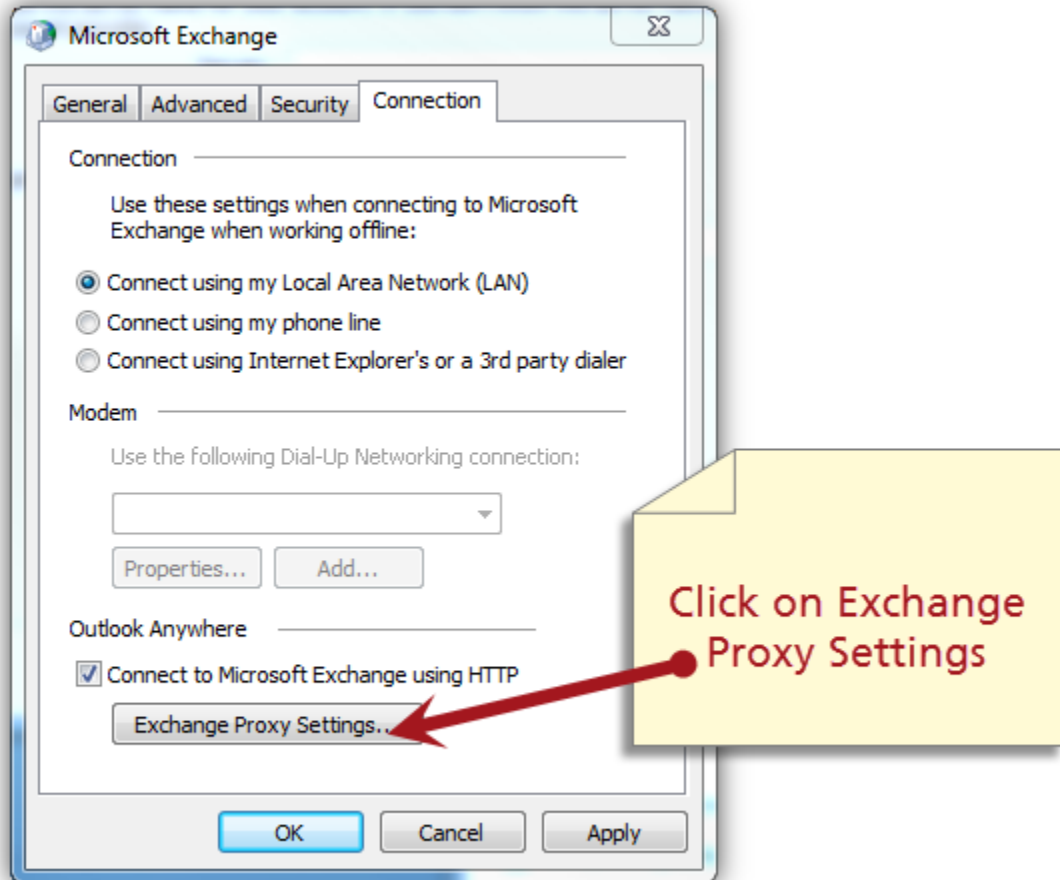 Microsoft Exchange
General Advanced Security Connection
Connection
Use these settings when connecting to Microsoft
Exchange when working offline:
Connect using my Local Area Network (LAN)
Connect using my phone line
Connect using Internet Explorer's or a 3rd party dialer
Modem
Use the following Dial-Up Networking connection:
Properties... Add...
Outlook Anywhere
Connect to Microsoft Exchange using HTTP
Exchange Proxy Settings...
OK Cancel Apply
Click on Exchange
Proxy Settings